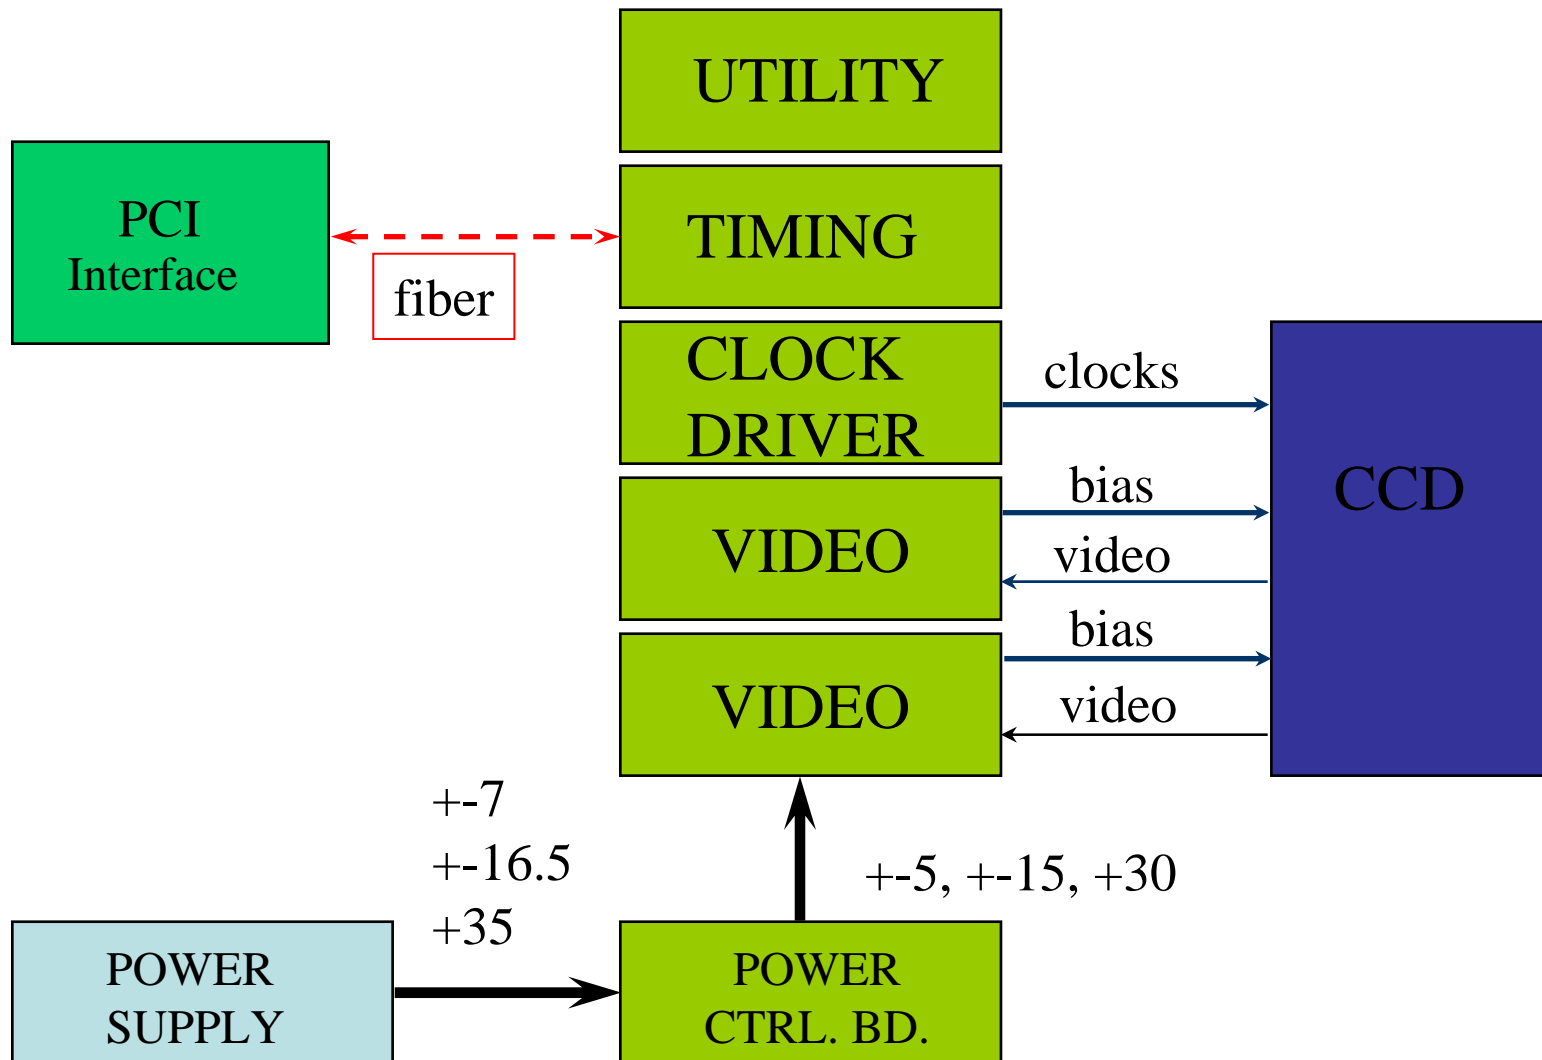 UTILITY
PCI
Interface
fiber
TIMING
CLOCK
DRIVER
clocks
CCD
VIDEO
bias
video
VIDEO
bias
video
+-7
+-16.5
+35
+-5, +-15, +30
POWER
SUPPLY
POWER
CTRL. BD.